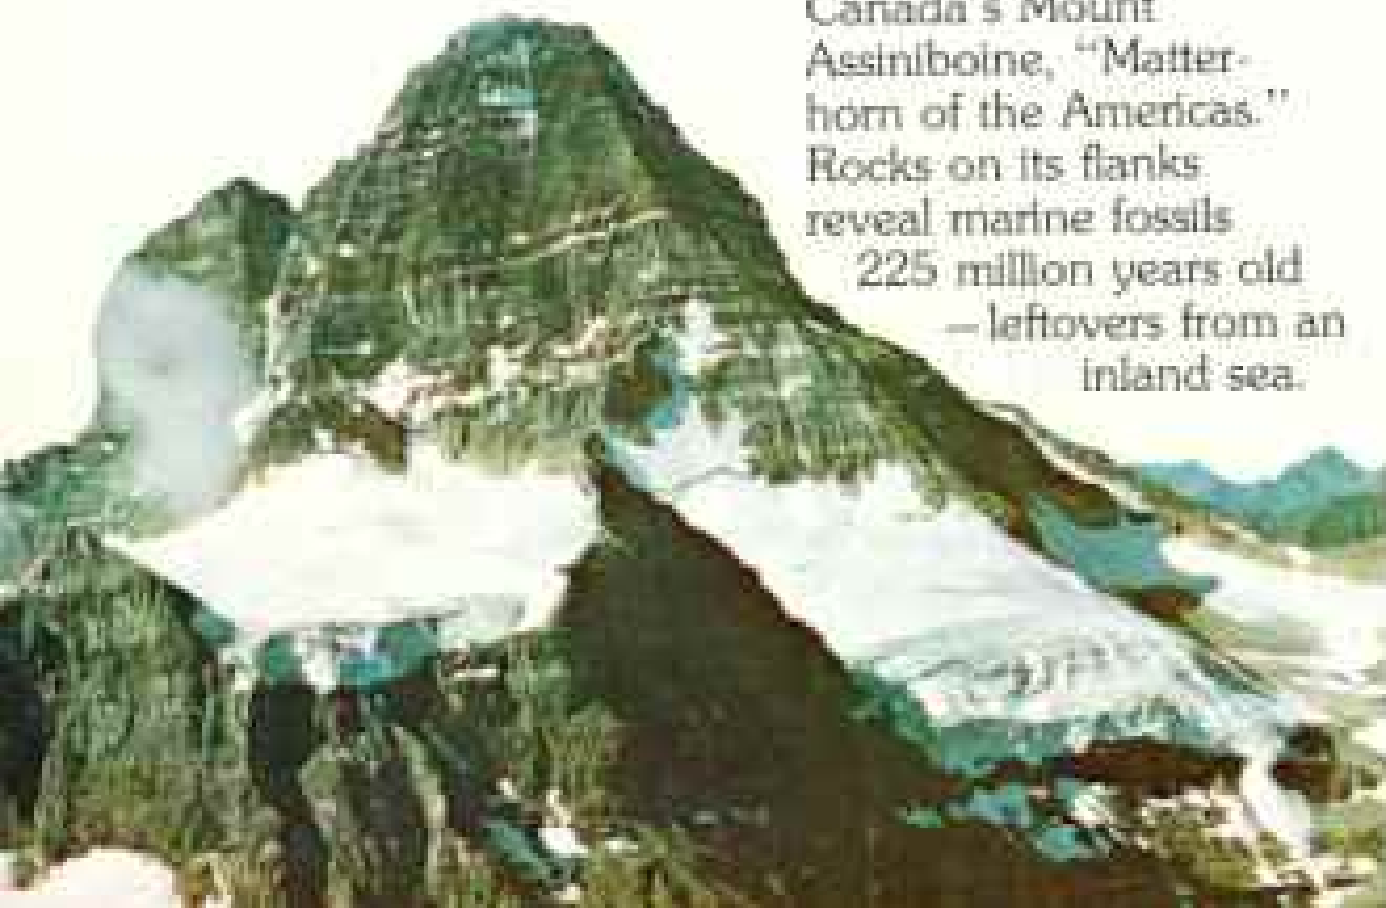 Canada's Mount
Assiniboine, “Matter-
horn of the Americas.”
Rocks on its flanks
reveal marine fossils
225 million years old
—leftovers from an
inland sea.